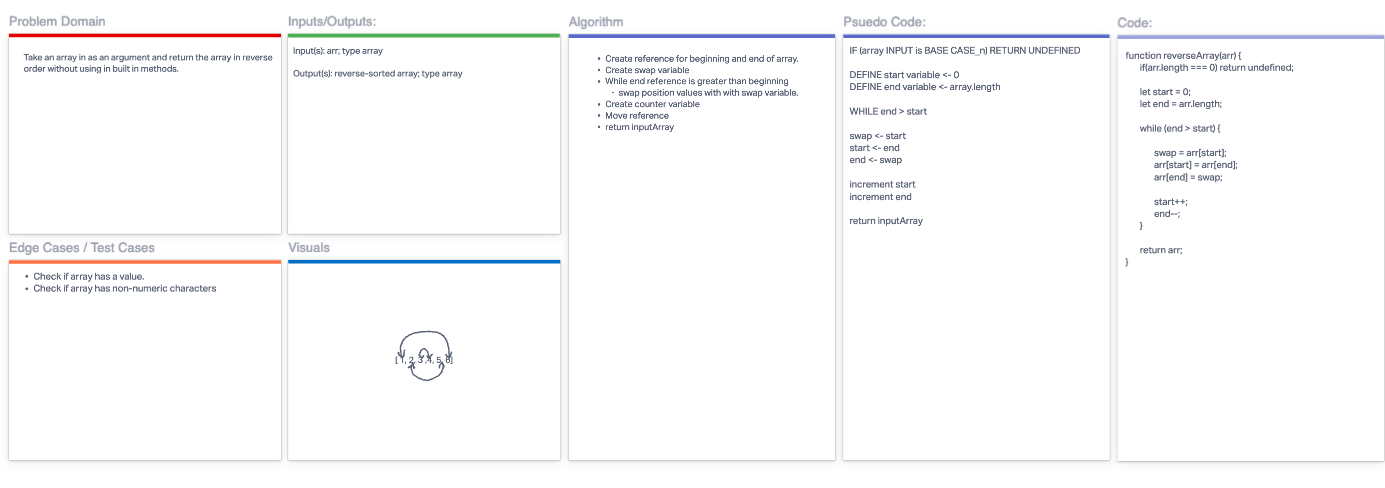 Problem Domain
Take an array in as an argument and return the array in reverse
order without using in built in methods.
Inputs/Outputs:
Input(s): arr; type array
Output(s): reverse-sorted array; type array
Edge Cases / Test Cases
• Check if array has a value.
• Check if array has non-numeric characters
Visuals
[ 1, 2, 3, 4, 5, 6]
Algorithm
• Create reference for beginning and end of array.
• Create swap variable
• While end reference is greater than beginning
- swap position values with with swap variable.
• Create counter variable
• Move reference
• return inputArray
Psuedo Code:
IF (array INPUT is BASE CASE_n) RETURN UNDEFINED
DEFINE start variable <- 0
DEFINE end variable <- array.length
WHILE end > start
swap <- start
start <- end
end <- swap
increment start
increment end
return inputArray
Code:
function reverseArray(arr) {
if(arr.length === 0) return undefined;
let start = 0;
let end = arr.length;
while (end > start) {
swap = arr[start];
arr[start] = arr[end];
arr[end] = swap;
start++;
end--;
}
return arr;
}